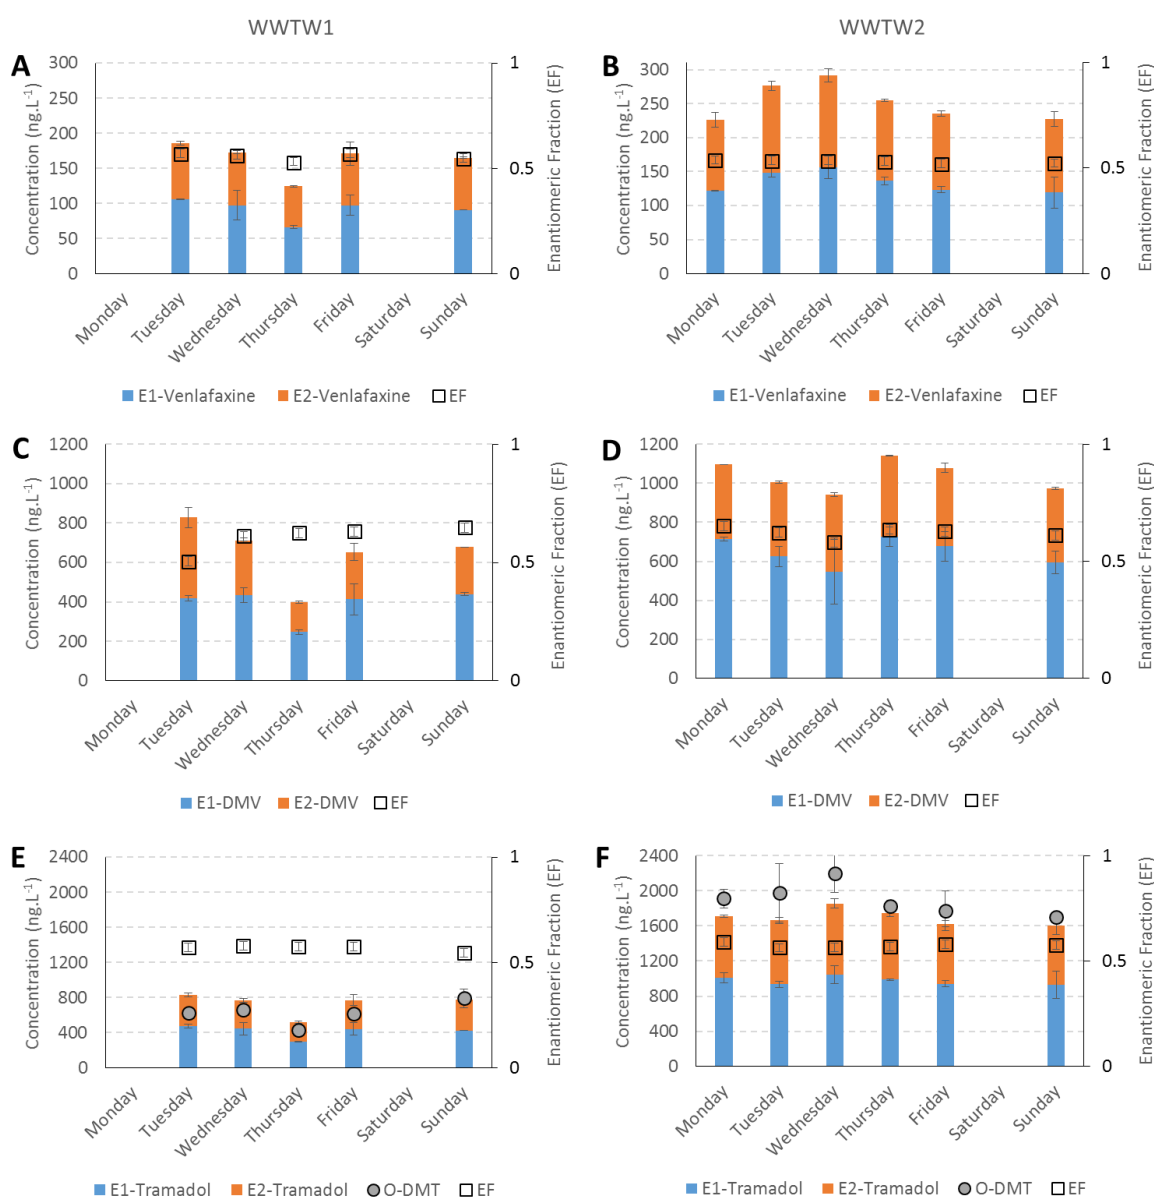 WWTW1
WWTW2
A
300
250
200
150
100
50
0
Concentration (ng.L-1)
1
0.5
0
Enantiomeric Fraction (EF)
Monday
Tuesday
Wednesday
Thursday
Friday
Saturday
Sunday
E1-Venlafaxine E2-Venlafaxine EF
B
300
250
200
150
100
50
0
Concentration (ng.L-1)
1
0.5
0
Enantiomeric Fraction (EF)
Monday
Tuesday
Wednesday
Thursday
Friday
Saturday
Sunday
E1-Venlafaxine E2-Venlafaxine EF
C
1200
1000
800
600
400
200
0
Concentration (ng.L-1)
1
0.5
0
Enantiomeric Fraction (EF)
Monday
Tuesday
Wednesday
Thursday
Friday
Saturday
Sunday
E1-DMV E2-DMV EF
D
1200
1000
800
600
400
200
0
Concentration (ng.L-1)
1
0.5
0
Enantiomeric Fraction (EF)
Monday
Tuesday
Wednesday
Thursday
Friday
Saturday
Sunday
E1-DMV E2-DMV EF
E
2400
2000
1600
1200
800
400
0
Concentration (ng.L-1)
1
0.5
0
Enantiomeric Fraction (EF)
Monday
Tuesday
Wednesday
Thursday
Friday
Saturday
Sunday
E1-Tramadol E2-Tramadol O-DMT EF
F
2400
2000
1600
1200
800
400
0
Concentration (ng.L-1)
1
0.5
0
Enantiomeric Fraction (EF)
Monday
Tuesday
Wednesday
Thursday
Friday
Saturday
Sunday
E1-Tramadol E2-Tramadol O-DMT EF